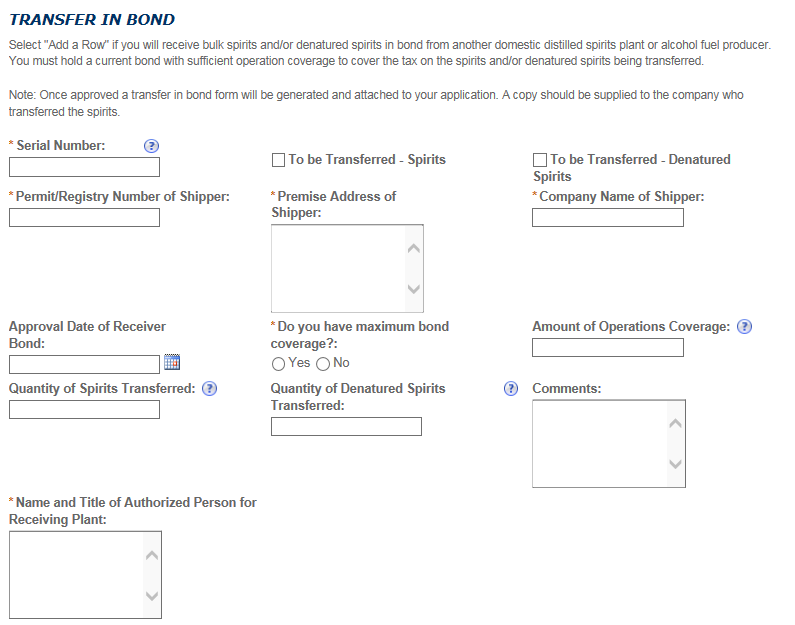 TRANSFER IN BOND
Select "Add a Row" if you will receive bulk spirits and/or denatured spirits in bond from another domestic distilled spirits plant or alcohol fuel producer.
You must hold a current bond with sufficient operation coverage to cover the tax on the spirits and/or denatured spirits being transferred.
Note: Once approved a transfer in bond form will be generated and attached to your application. A copy should be supplied to the company who
transferred the spirits.
* Serial Number: ?
To be Transferred - Spirits
To be Transferred - Denatured
Spirits
* Permit/Registry Number of Shipper:
* Premise Address of
Shipper:
* Company Name of Shipper:
Approval Date of Receiver
Bond:
* Do you have maximum bond
coverage?:
Yes No
Amount of Operations Coverage: ?
Quantity of Spirits Transferred: ?
Quantity of Denatured Spirits ?
Transferred:
Comments:
* Name and Title of Authorized Person for
Receiving Plant: